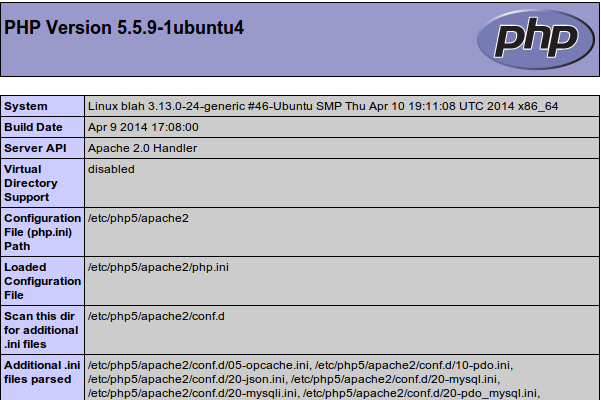 PHP Version 5.5.9-1ubuntu4
php
System Linux blah 3.13.0-24-generic #46-Ubuntu SMP Thu Apr 10 19:11:08 UTC 2014 x86_64
Build Date Apr 9 2014 17:08:00
Server API Apache 2.0 Handler
Virtual disabled
Directory
Support
Configuration /etc/php5/apache2
File (php.ini)
Path
Loaded /etc/php5/apache2/php.ini
Configuration
File
Scan this dir /etc/php5/apache2/conf.d
for additional
.ini files
Additional .ini /etc/php5/apache2/conf.d/05-opcache.ini, /etc/php5/apache2/conf.d/10-pdo.ini,
files parsed /etc/php5/apache2/conf.d/20-json.ini, /etc/php5/apache2/conf.d/20-mysql.ini,
/etc/php5/apache2/conf.d/20-mysqli.ini, /etc/php5/apache2/conf.d/20-pdo_mysql.ini,